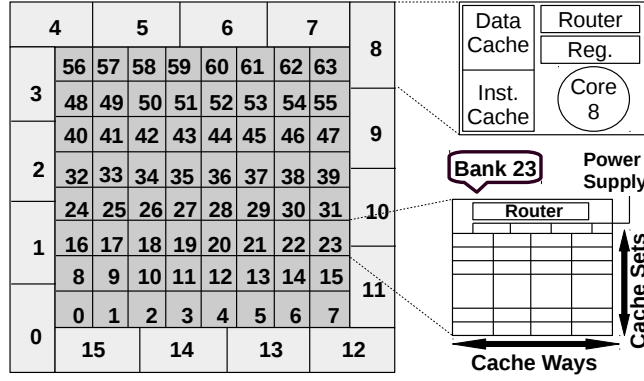 4 5 6 7
8
56 57 58 59 60 61 62 63
3
48 49 50 51 52 53 54 55
40 41 42 43 44 45 46 47
9
2
32 33 34 35 36 37 38 39
24 25 26 27 28 29 30 31
10
1
16 17 18 19 20 21 22 23
8 9 10 11 12 13 14 15
11
0 1 2 3 4 5 6 7
0
15 14 13 12
Data
Cache
Router
Reg.
Inst.
Cache
Core
8
Bank 23
Power
Supply
Router
Cache Sets
Cache Ways